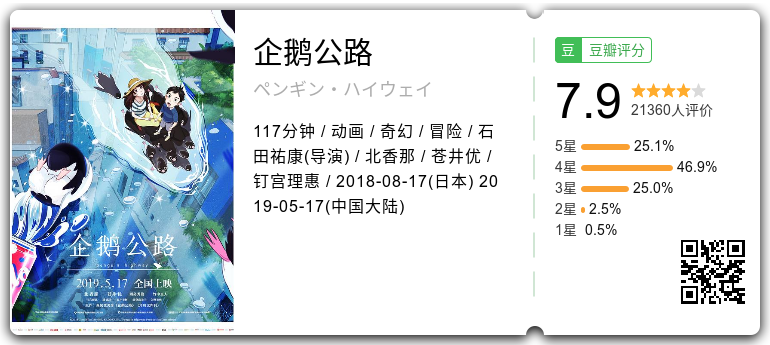 企鹅公路
penguin highway
2019.5.17 全国上映
企鹅公路
ペンギン・ハイウェイ
117分钟 / 动画 / 奇幻 / 冒险 / 石
田祐康(导演) / 北香那 / 苍井优 /
钉宫理惠 / 2018-08-17(日本) 20
19-05-17(中国大陆)
豆 豆瓣评分
7.9
21360人评价
5星 25.1%
4星 46.9%
3星 25.0%
2星 2.5%
1星 0.5%